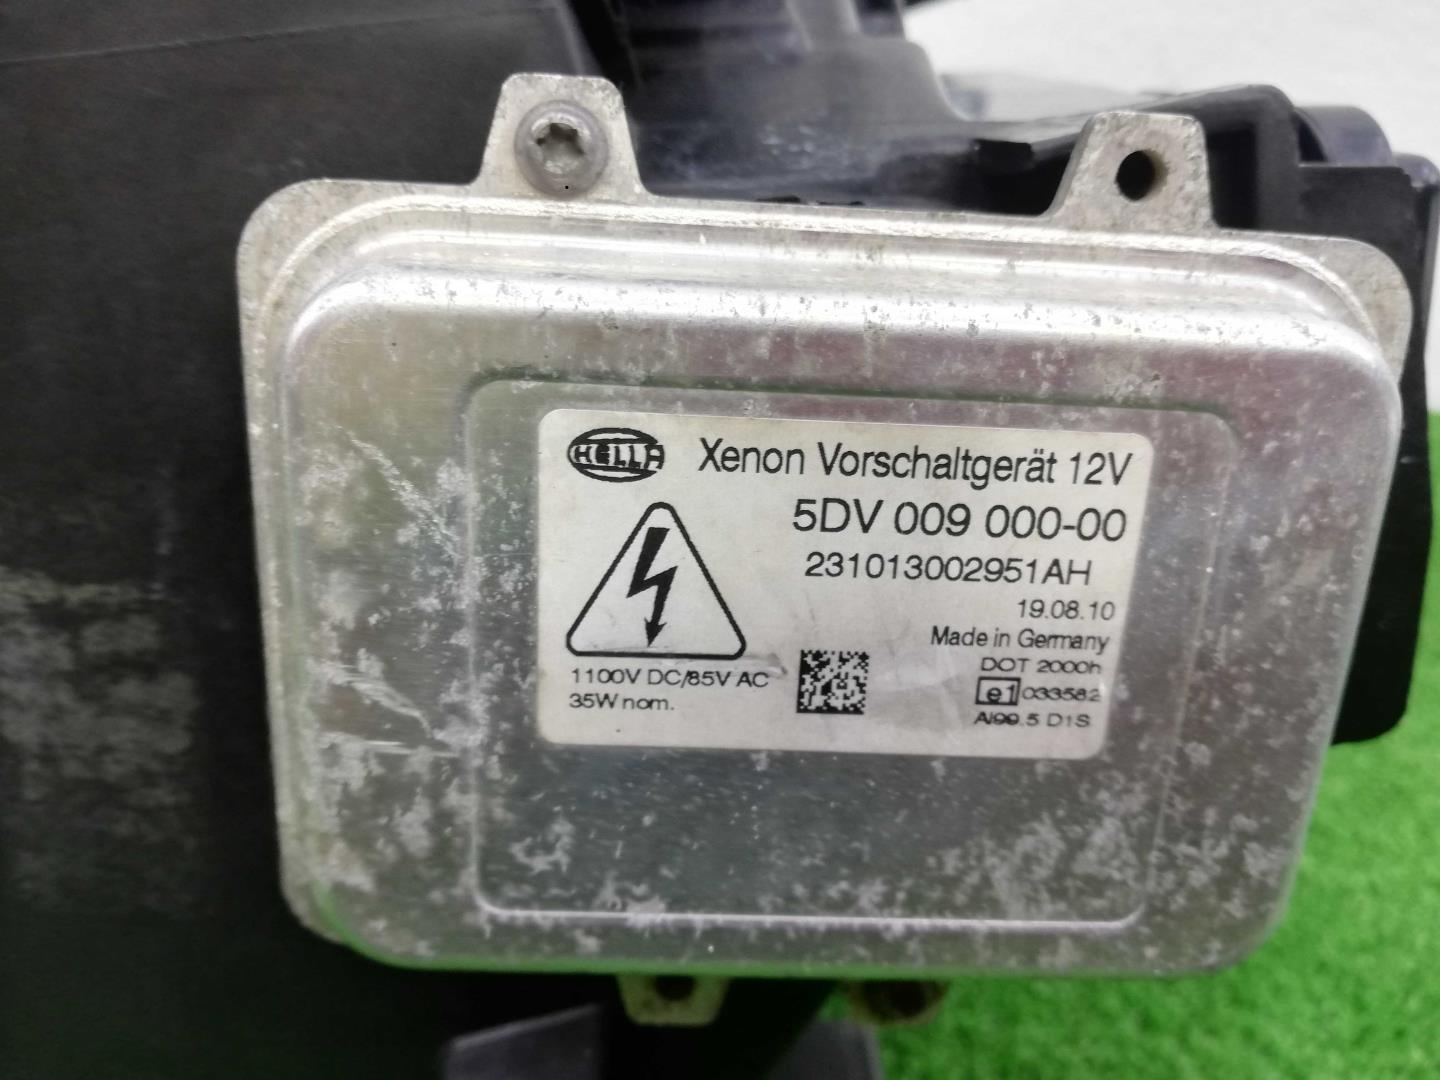 HELLA
Xenon Vorschaltgerät 12V
5DV 009 000-00
231013002951AH
19.08.10
Made in Germany
DOT 2000h
e1 033582
Al99.5 D1S
1100V DC/85V AC
35W nom.